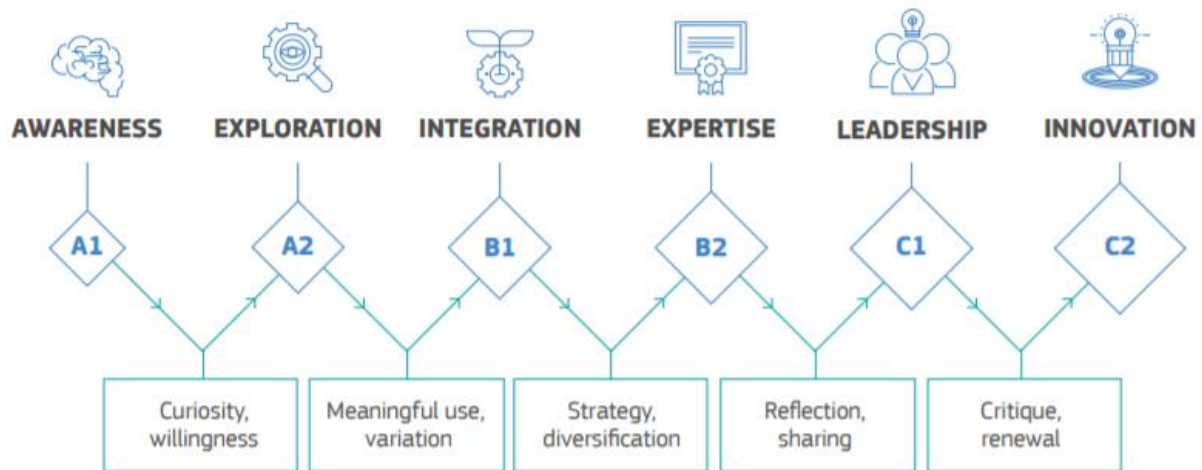 AWARENESS EXPLORATION INTEGRATION EXPERTISE LEADERSHIP INNOVATION
A1 A2 B1 B2 C1 C2
Curiosity,
willingness
Meaningful use,
variation
Strategy,
diversification
Reflection,
sharing
Critique,
renewal